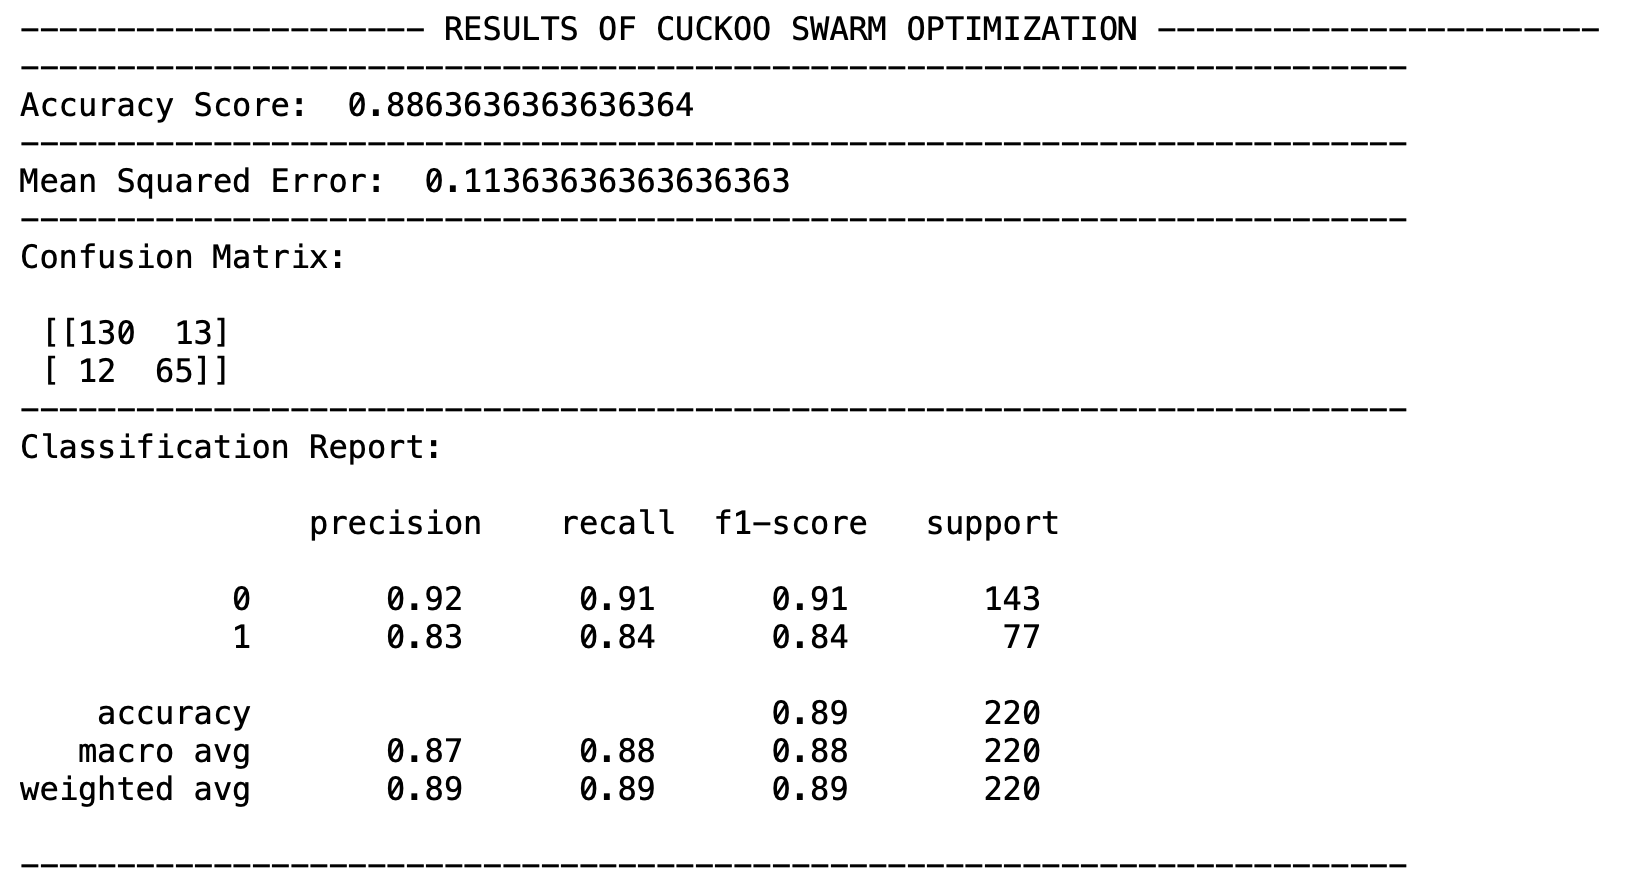 --------------------- RESULTS OF CUCKOO SWARM OPTIMIZATION -----------------------
------------------------------------------------------------------------
Accuracy Score:  0.8863636363636364
------------------------------------------------------------------------
Mean Squared Error:  0.11363636363636363
------------------------------------------------------------------------
Confusion Matrix:

 [[130  13]
 [ 12  65]]
------------------------------------------------------------------------
Classification Report:

               precision    recall  f1-score   support

           0       0.92      0.91      0.91       143
           1       0.83      0.84      0.84        77

    accuracy                           0.89       220
   macro avg       0.87      0.88      0.88       220
weighted avg       0.89      0.89      0.89       220

------------------------------------------------------------------------